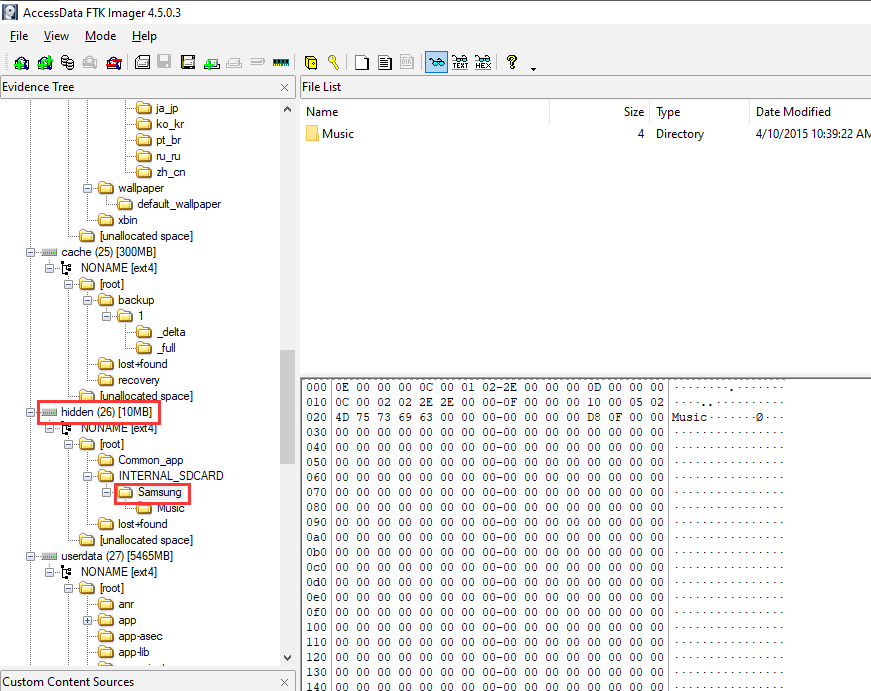 AccessData FTK Imager 4.5.0.3
File View Mode Help
Evidence Tree
ja_jp
ko_kr
pt_br
ru_ru
zh_cn
wallpaper
default_wallpaper
xbin
[unallocated space]
cache (25) [300MB]
NONAME [ext4]
[root]
backup
1
_delta
_full
lost+found
recovery
[unallocated space]
hidden (26) [10MB]
NONAME [ext4]
[root]
Common_app
INTERNAL_SDCARD
Samsung
Music
lost+found
[unallocated space]
userdata (27) [5465MB]
NONAME [ext4]
[root]
anr
app
app-asec
app-lib
Custom Content Sources
File List
Name Size Type Date Modified
Music 4 Directory 4/10/2015 10:39:22 AM
000 0E 00 00 00 0C 00 01 02-2E 00 00 00 0D 00 00 00 ········.·······
010 0C 00 02 02 2E 2E 00 00-0F 00 00 00 10 00 05 02 ····..··········
020 4D 75 73 69 63 00 00 00-00 00 00 00 D8 0F 00 00 Music·······Ø···
030 00 00 00 00 00 00 00 00-00 00 00 00 00 00 00 00 ················
040 00 00 00 00 00 00 00 00-00 00 00 00 00 00 00 00 ················
050 00 00 00 00 00 00 00 00-00 00 00 00 00 00 00 00 ················
060 00 00 00 00 00 00 00 00-00 00 00 00 00 00 00 00 ················
070 00 00 00 00 00 00 00 00-00 00 00 00 00 00 00 00 ················
080 00 00 00 00 00 00 00 00-00 00 00 00 00 00 00 00 ················
090 00 00 00 00 00 00 00 00-00 00 00 00 00 00 00 00 ················
0a0 00 00 00 00 00 00 00 00-00 00 00 00 00 00 00 00 ················
0b0 00 00 00 00 00 00 00 00-00 00 00 00 00 00 00 00 ················
0c0 00 00 00 00 00 00 00 00-00 00 00 00 00 00 00 00 ················
0d0 00 00 00 00 00 00 00 00-00 00 00 00 00 00 00 00 ················
0e0 00 00 00 00 00 00 00 00-00 00 00 00 00 00 00 00 ················
0f0 00 00 00 00 00 00 00 00-00 00 00 00 00 00 00 00 ················
100 00 00 00 00 00 00 00 00-00 00 00 00 00 00 00 00 ················
110 00 00 00 00 00 00 00 00-00 00 00 00 00 00 00 00 ················
120 00 00 00 00 00 00 00 00-00 00 00 00 00 00 00 00 ················
130 00 00 00 00 00 00 00 00-00 00 00 00 00 00 00 00 ················
140 00 00 00 00 00 00 00 00-00 00 00 00 00 00 00 00 ················